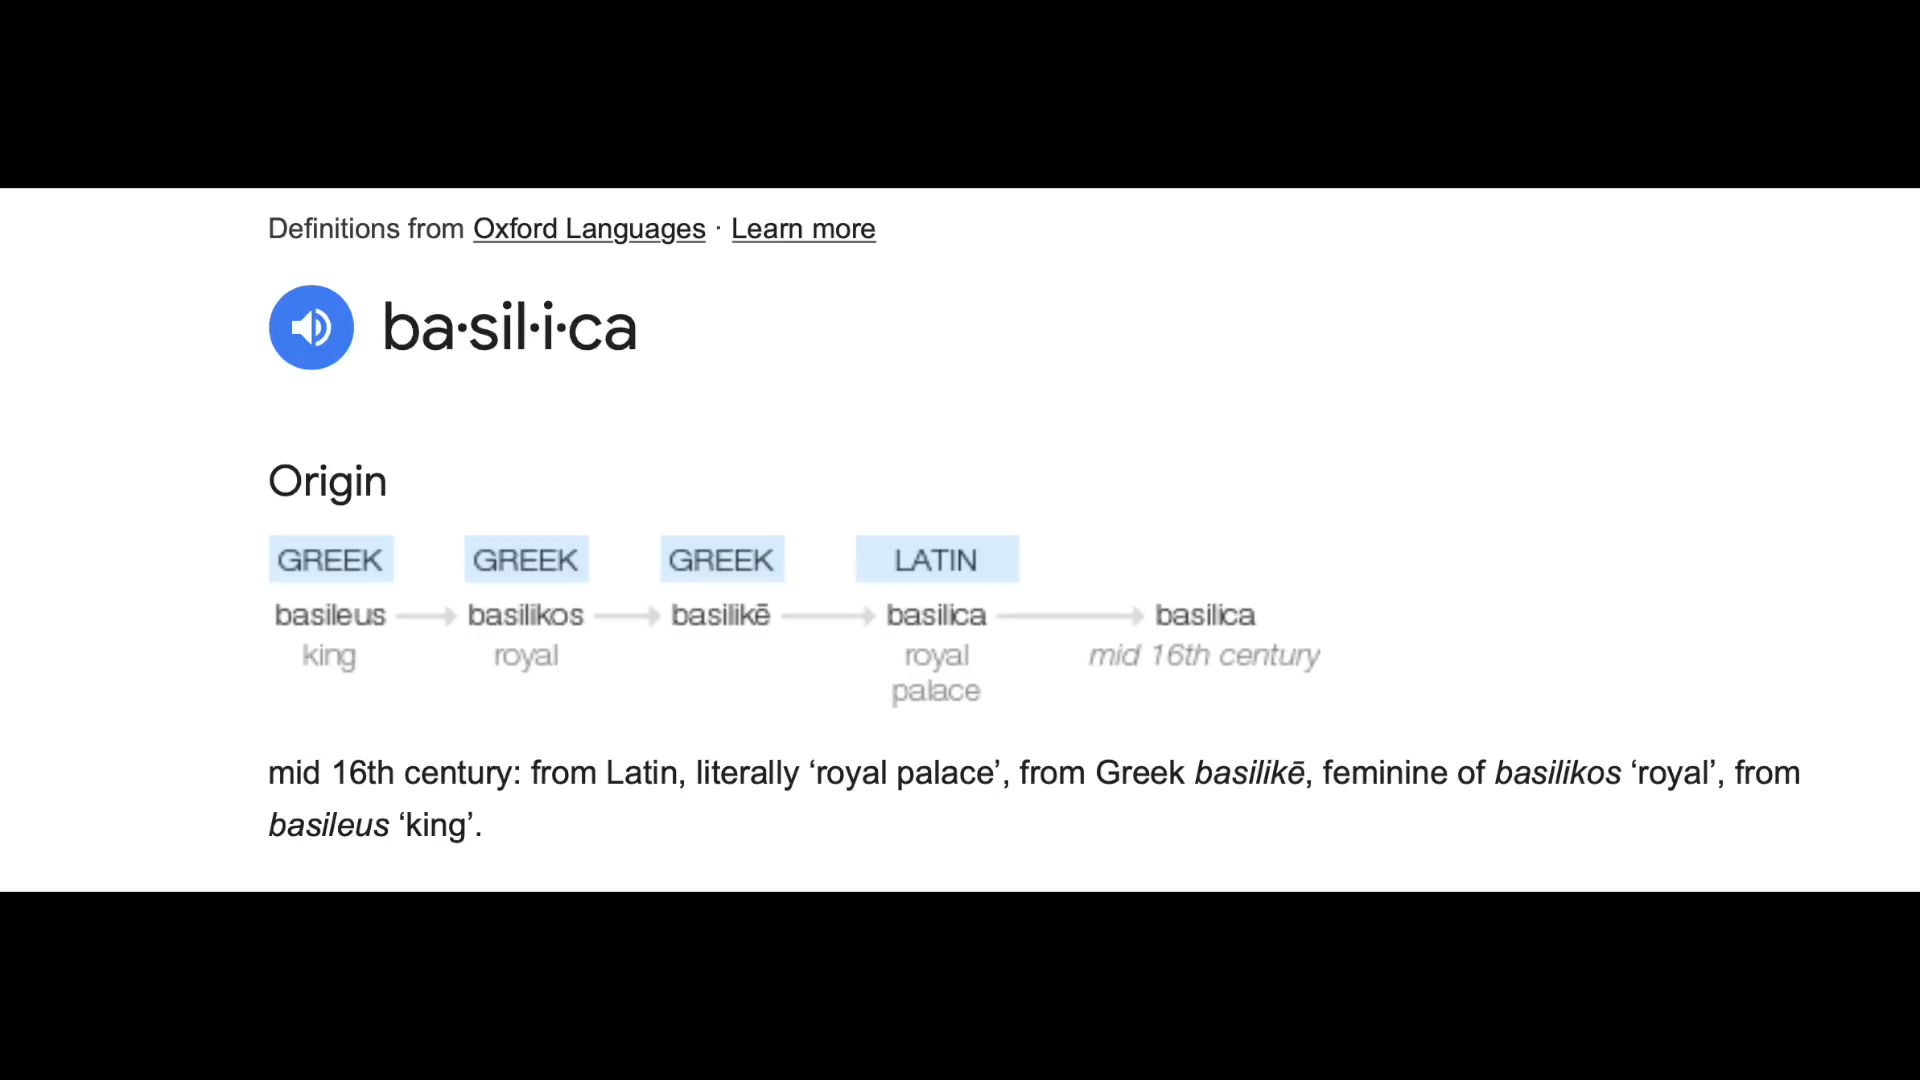 Definitions from Oxford Languages · Learn more
ba·sil·i·ca
Origin
GREEK GREEK GREEK LATIN
basileus basilikos basilikē basilica basilica
king royal royal mid 16th century
palace
mid 16th century: from Latin, literally ‘royal palace’, from Greek basilikē, feminine of basilikos ‘royal’, from
basileus ‘king’.